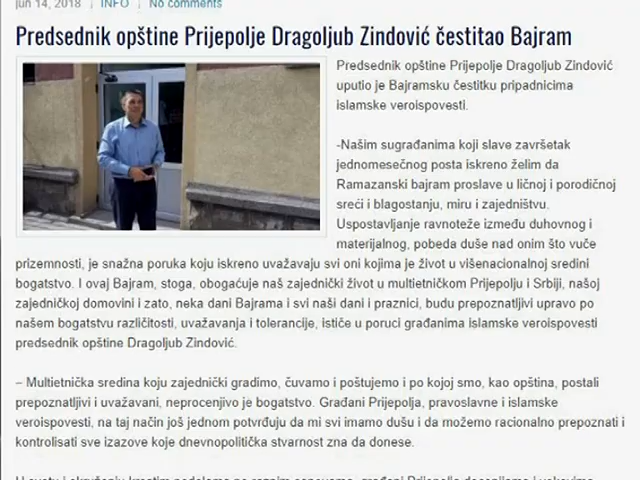 jun 14, 2018 INFO No comments
Predsednik opštine Prijepolje Dragoljub Zindović čestitao Bajram
Predsednik opštine Prijepolje Dragoljub Zindović
uputio je Bajramsku čestitku pripadnicima
islamske veroispovesti.
-Našim sugrađanima koji slave završetak
jednomesečnog posta iskreno želim da
Ramazanski bajram proslave u ličnoj i porodičnoj
sreći i blagostanju, miru i zajedništvu.
Uspostavljanje ravnoteže između duhovnog i
materijalnog, pobeda duše nad onim što vuče
prizemnosti, je snažna poruka koju iskreno uvažavaju svi oni kojima je život u višenacionalnoj sredini
bogatstvo. I ovaj Bajram, stoga, obogaćuje naš zajednički život u multietničkom Prijepolju i Srbiji, našoj
zajedničkoj domovini i zato, neka dani Bajrama i svi naši dani i praznici, budu prepoznatljivi upravo po
našem bogatstvu različitosti, uvažavanja i tolerancije, ističe u poruci građanima islamske veroispovesti
predsednik opštine Dragoljub Zindović.
– Multietnička sredina koju zajednički gradimo, čuvamo i poštujemo i po kojoj smo, kao opština, postali
prepoznatljivi i uvažavani, neprocenjivo je bogatstvo. Građani Prijepolja, pravoslavne i islamske
veroispovesti, na taj način još jednom potvrđuju da mi svi imamo dušu i da možemo racionalno prepoznati i
kontrolisati sve izazove koje dnevnopolitička stvarnost zna da donese.